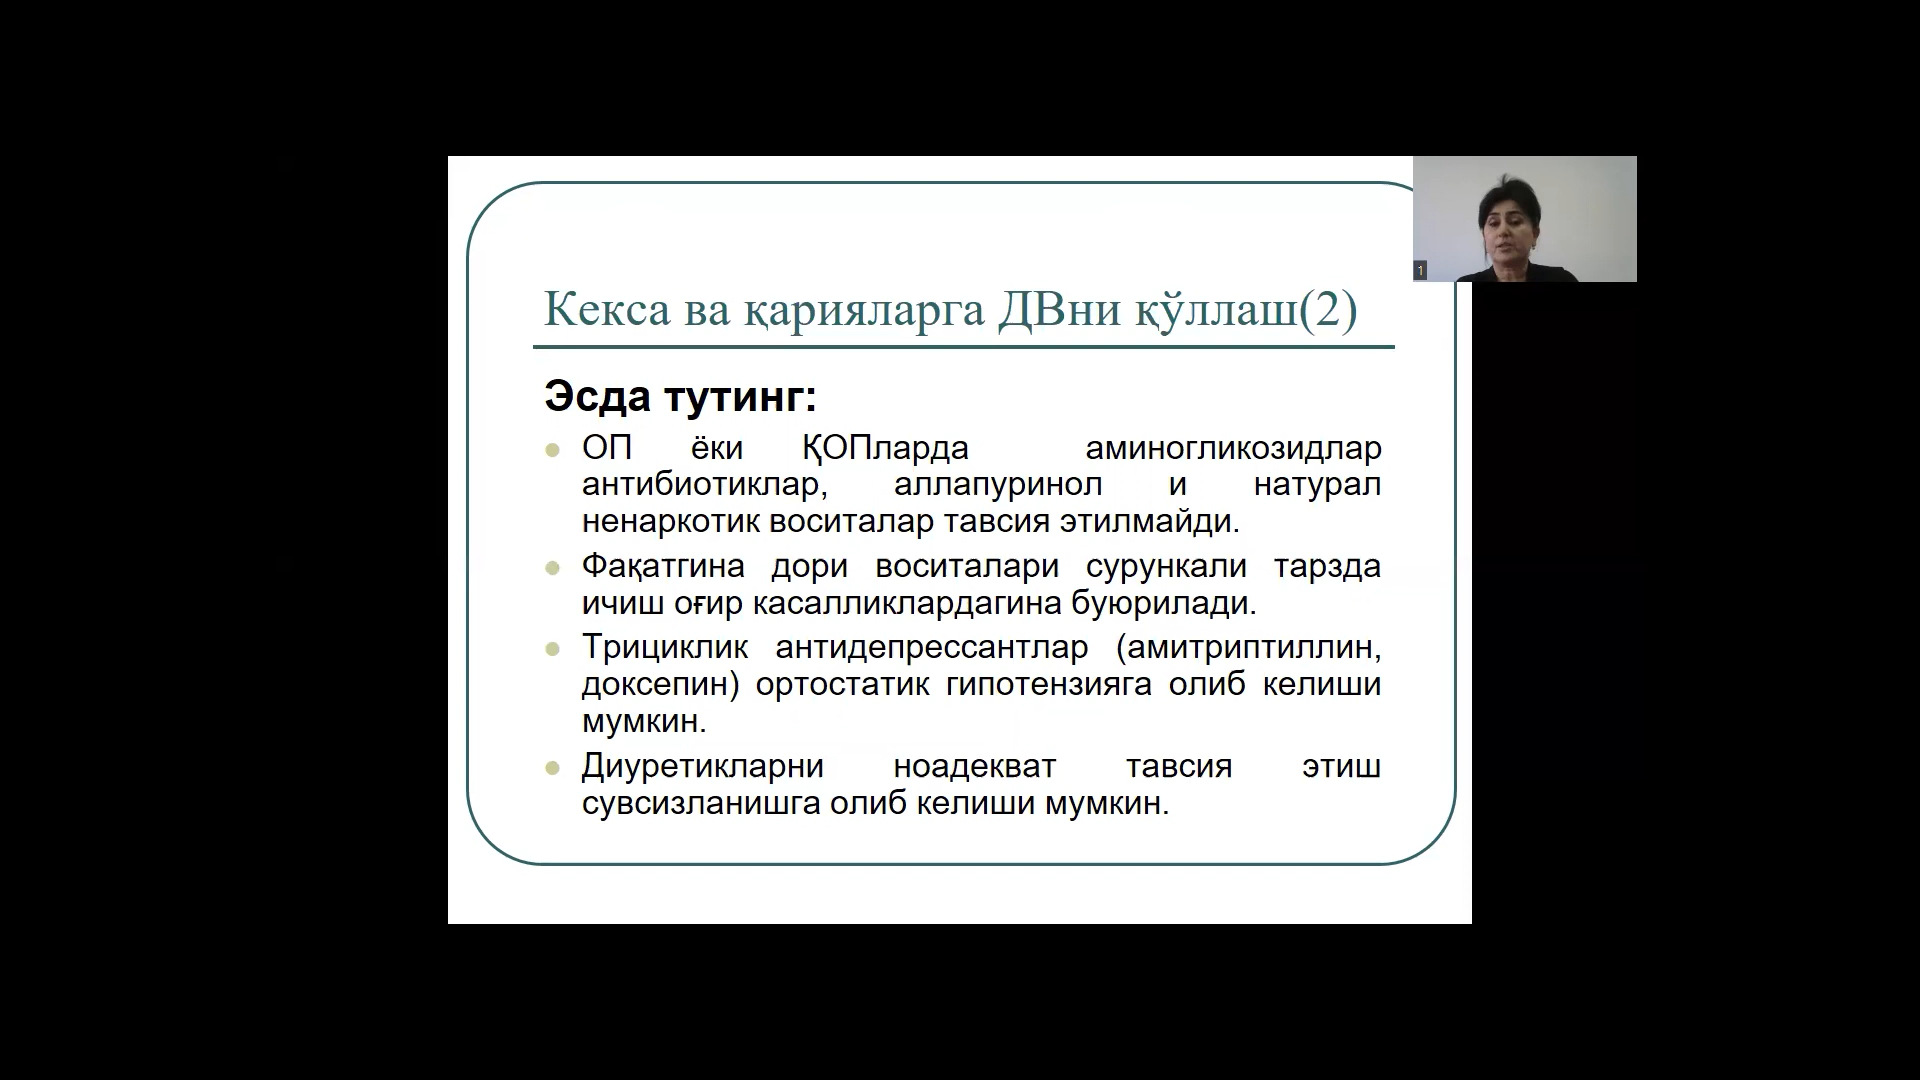 Кекса ва қарияларга ДВни қўллаш(2)
Эсда тутинг:
ОП ёки ҚОПларда аминогликозидлар
антибиотиклар, аллапуринол и натурал
ненаркотик воситалар тавсия этилмайди.
Фақатгина дори воситалари сурункали тарзда
ичиш оғир касалликлардагина буюрилади.
Трициклик антидепрессантлар (амитриптиллин,
доксепин) ортостатик гипотензияга олиб келиши
мумкин.
Диуретикларни ноадекват тавсия этиш
сувсизланишга олиб келиши мумкин.
1